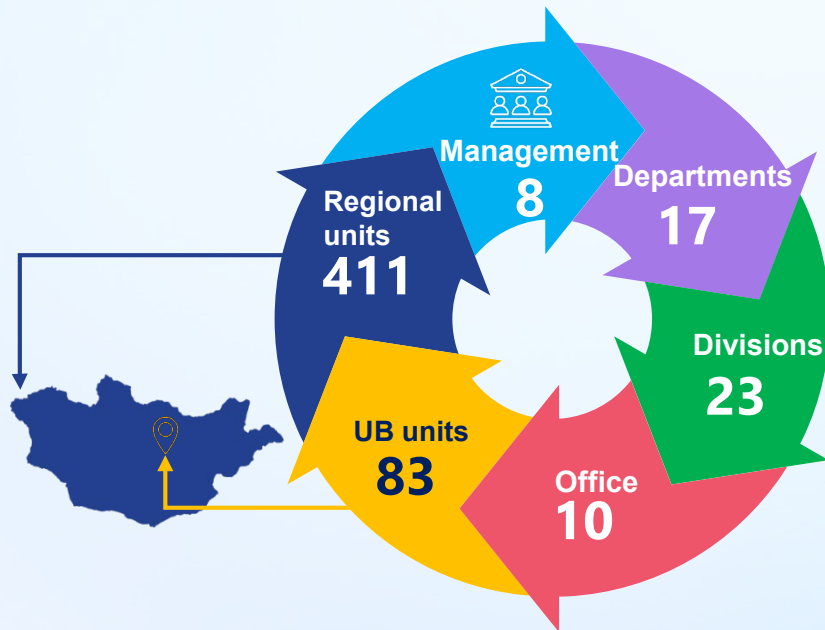 Management
8
Departments
17
Divisions
23
Office
10
UB units
83
Regional
units
411